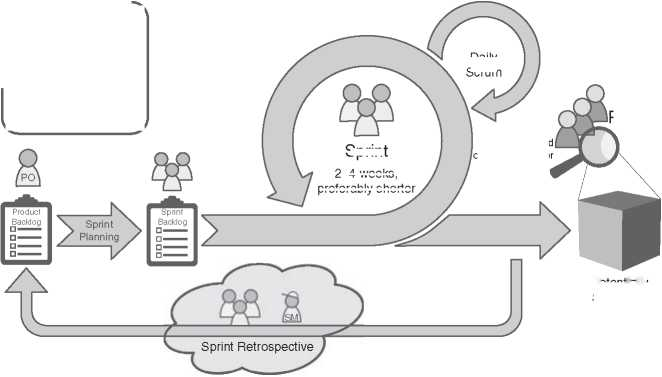 Daily
Scrum
Sprint
2–4 weeks,
preferably shorter
PO
Product
Backlog
Sprint
Planning
Sprint
Backlog
SM
Sprint Retrospective